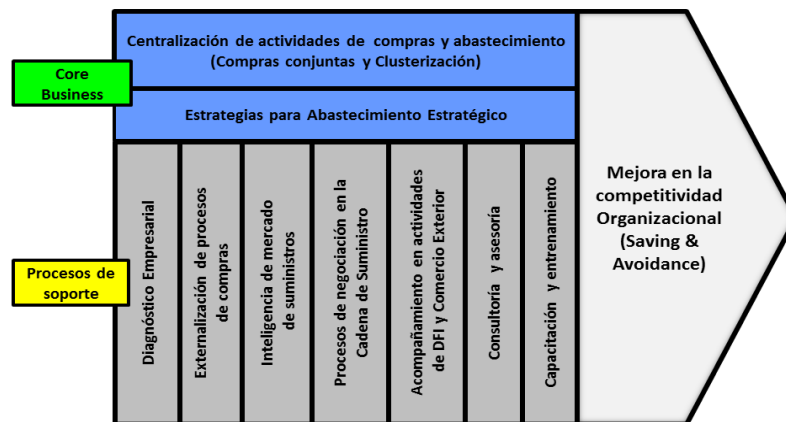 Centralización de actividades de compras y abastecimiento
(Compras conjuntas y Clusterización)
Core
Business
Estrategias para Abastecimiento Estratégico
Procesos de
soporte
Diagnóstico Empresarial
Externalización de procesos
de compras
Inteligencia de mercado
de suministros
Procesos de negociación en la
Cadena de Suministro
Acompañamiento en actividades
de DFI y Comercio Exterior
Consultoría y asesoría
Capacitación y entrenamiento
Mejora en la
competitividad
Organizacional
(Saving &
Avoidance)